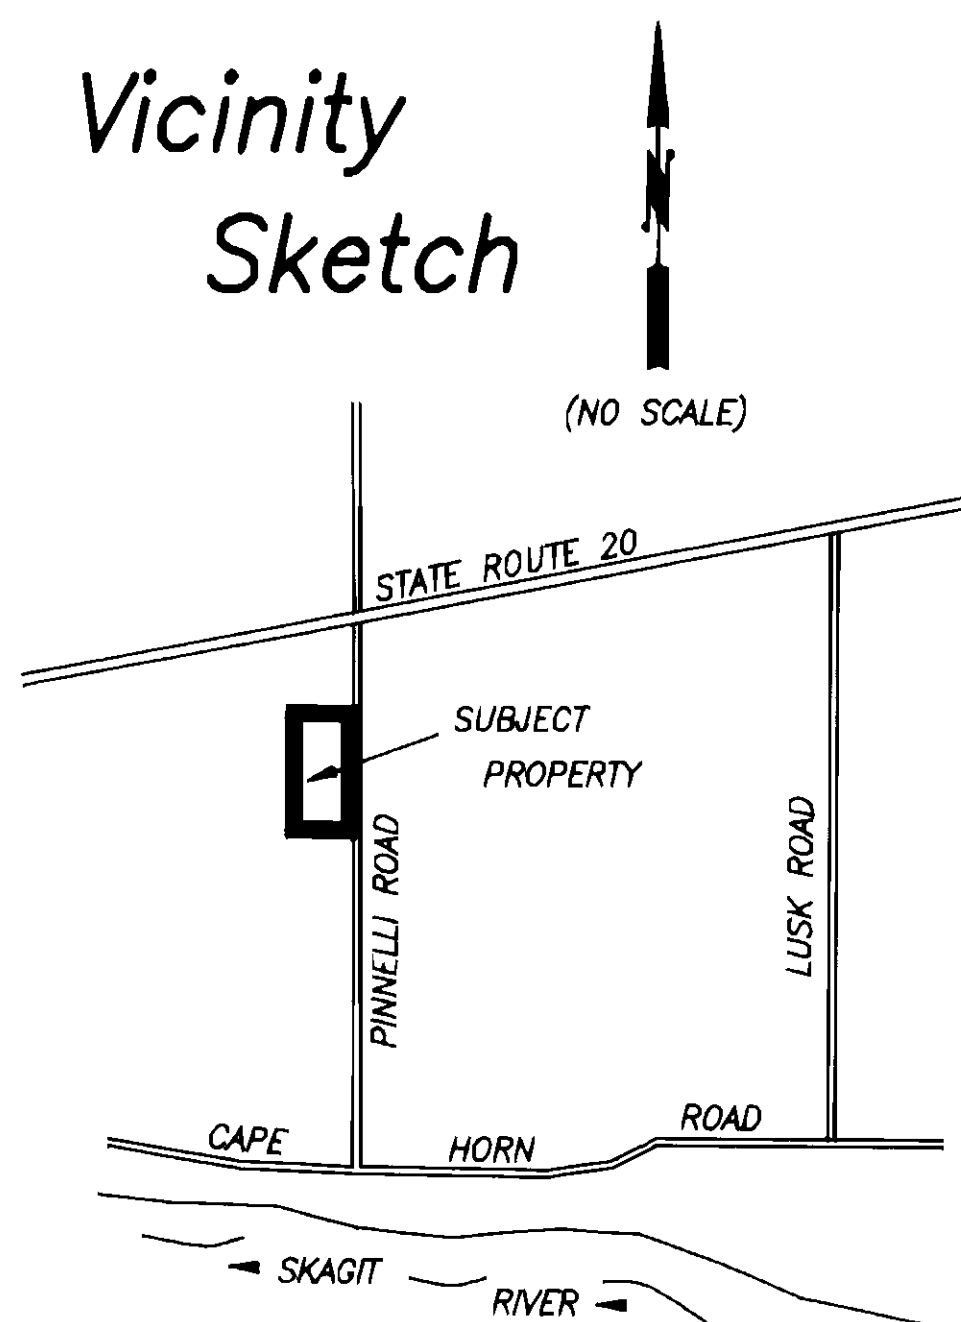 Vicinity
Sketch
N
(NO SCALE)
STATE ROUTE 20
SUBJECT
PROPERTY
PINNELLI ROAD
LUSK ROAD
CAPE HORN ROAD
SKAGIT RIVER